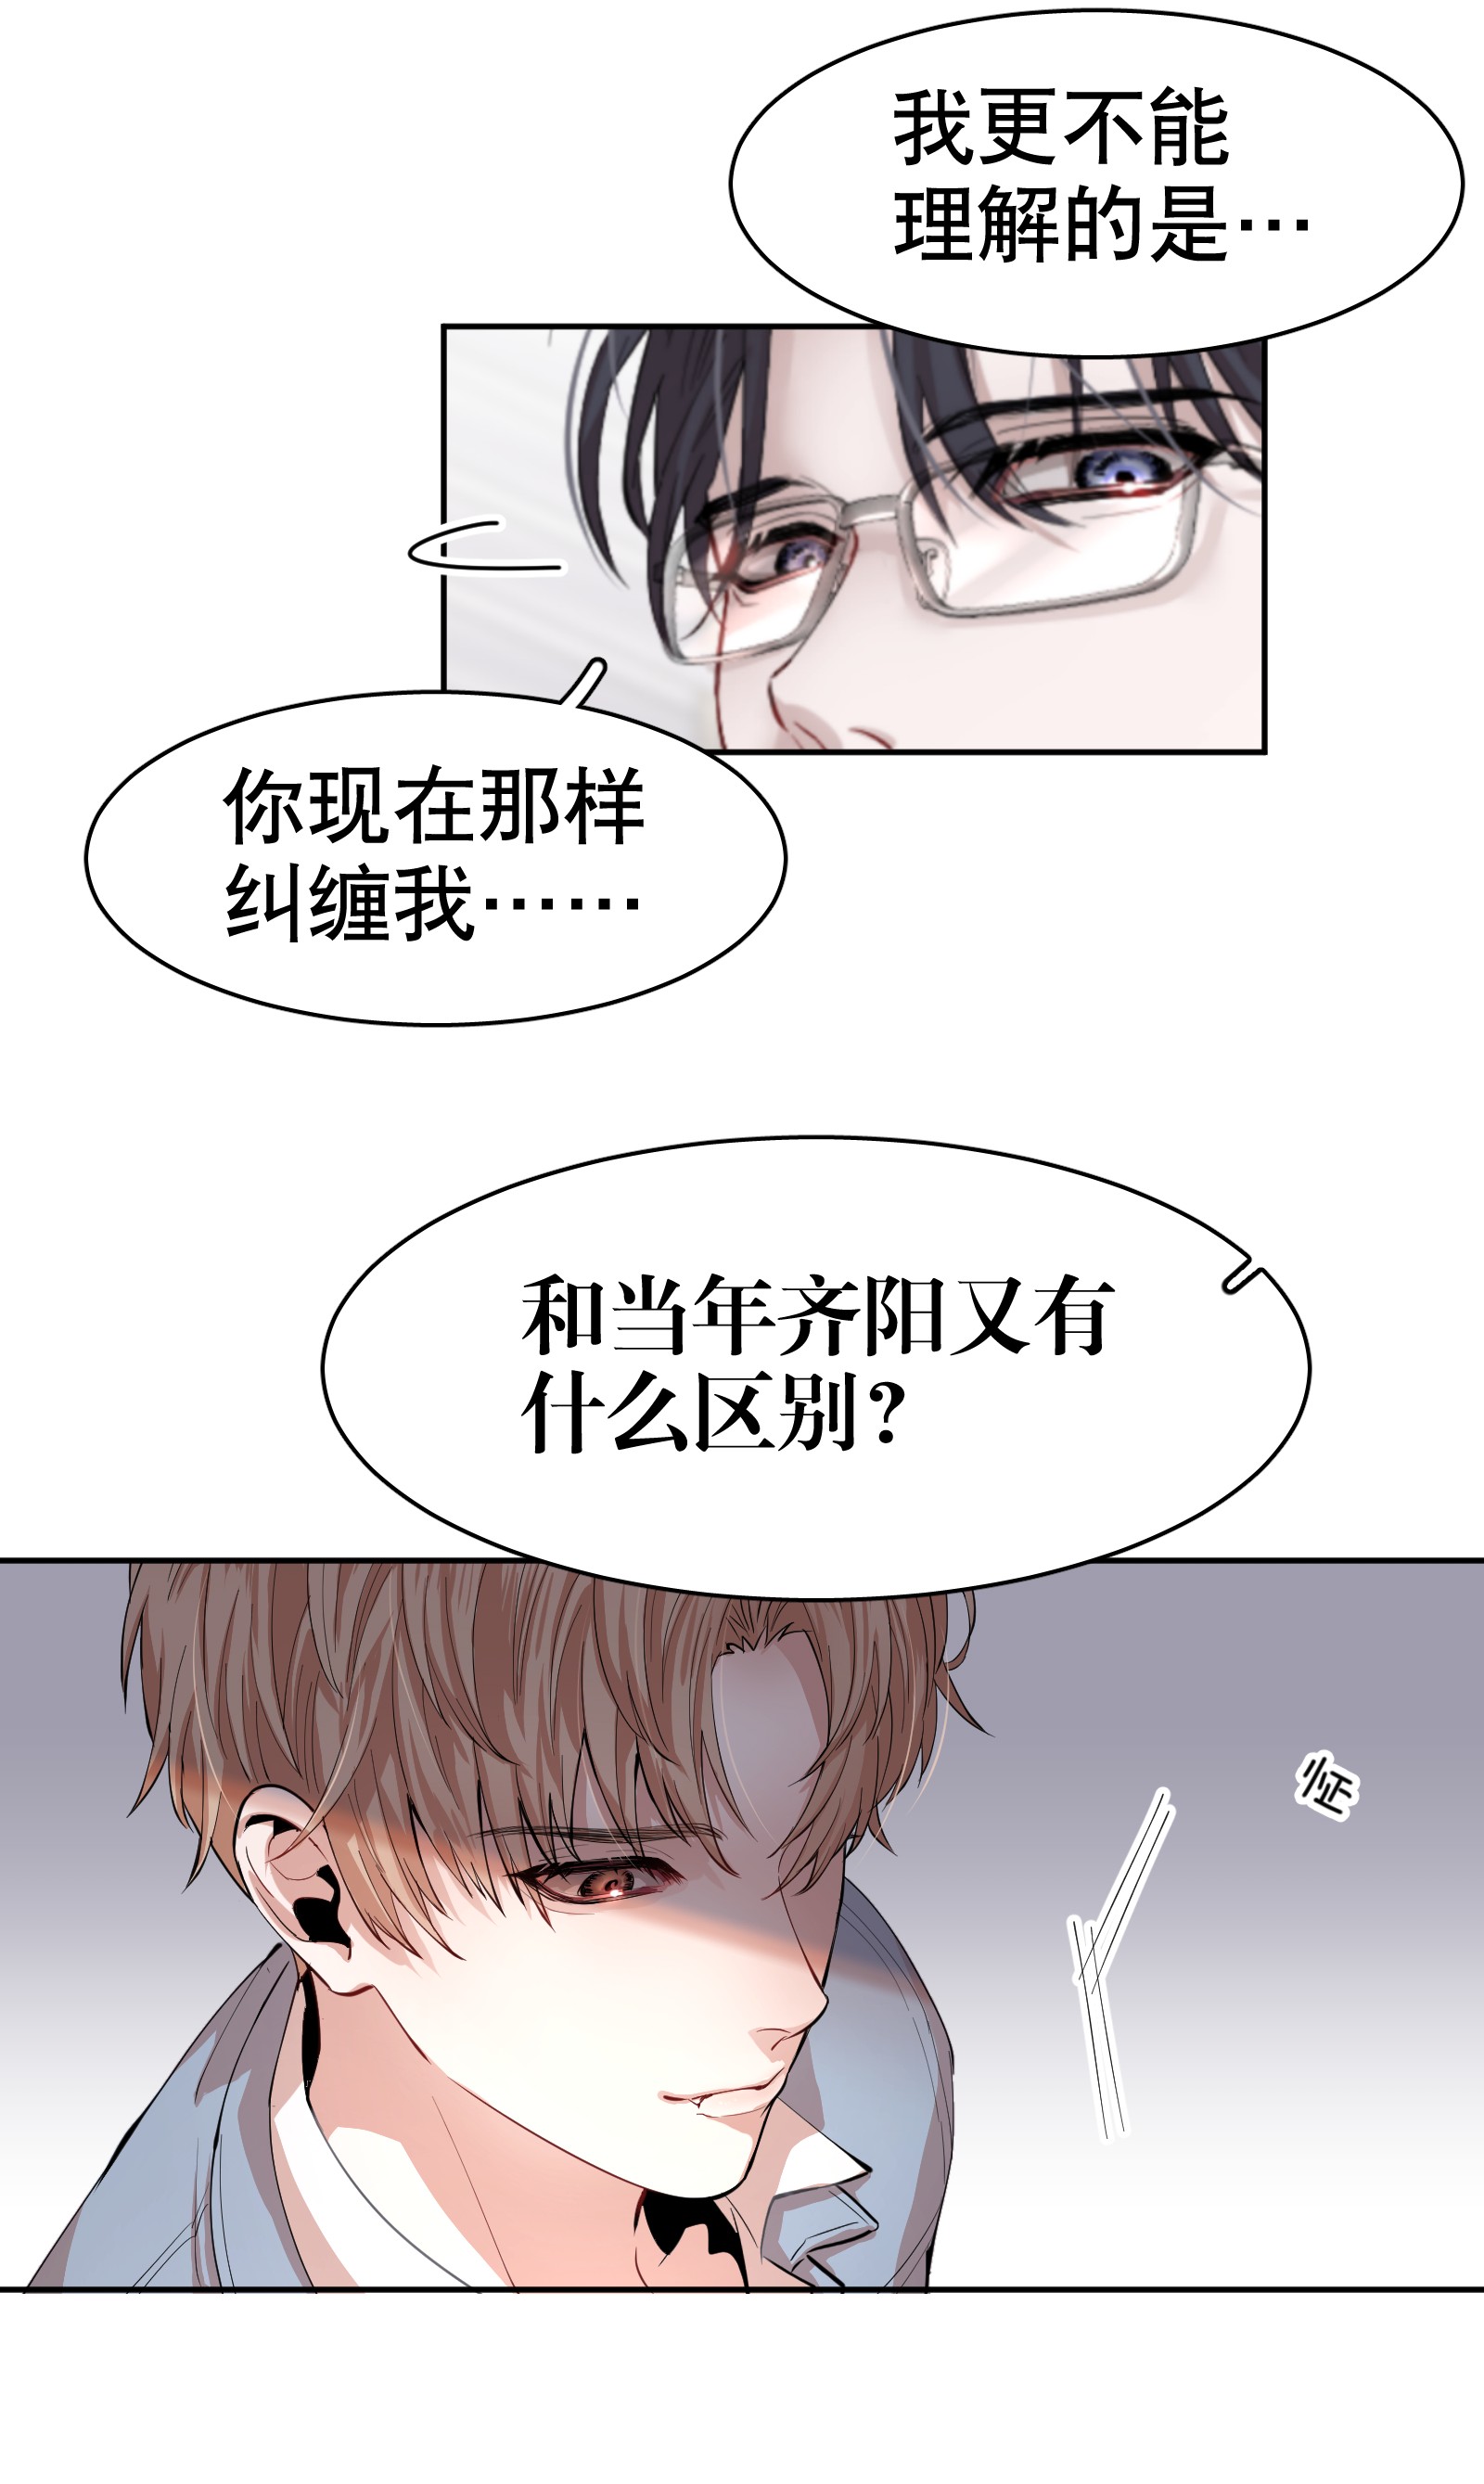 我更不能
理解的是…
你现在那样
纠缠我……
和当年齐阳又有
什么区别？
怔